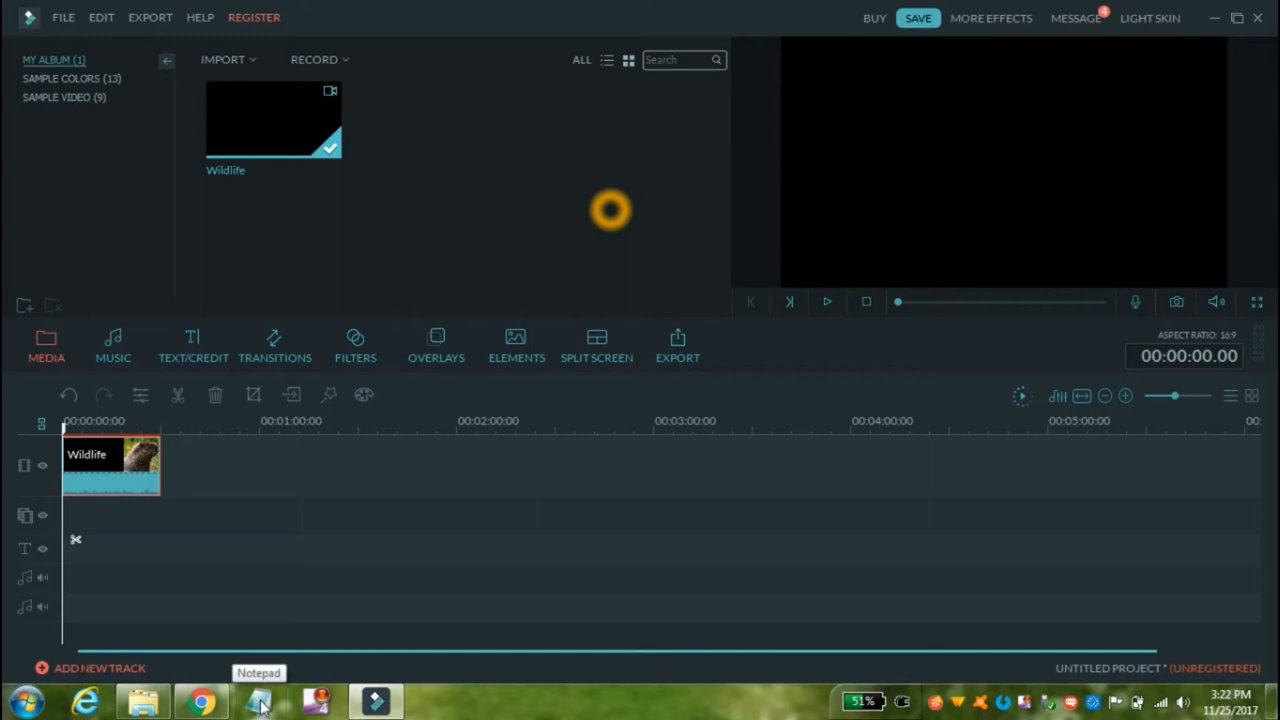 FILE EDIT EXPORT HELP REGISTER BUY SAVE MORE EFFECTS MESSAGE 4 LIGHT SKIN
MY ALBUM (1)
SAMPLE COLORS (13)
SAMPLE VIDEO (9)
IMPORT RECORD ALL Search
Wildlife
MEDIA MUSIC TEXT/CREDIT TRANSITIONS FILTERS OVERLAYS ELEMENTS SPLIT SCREEN EXPORT
ASPECT RATIO: 16:9
00:00:00.00
00:00:00:00 00:01:00:00 00:02:00:00 00:03:00:00 00:04:00:00 00:05:00:00 00:
Wildlife
T
ADD NEW TRACK
UNTITLED PROJECT * (UNREGISTERED)
Notepad
51%
3:22 PM
11/25/2017